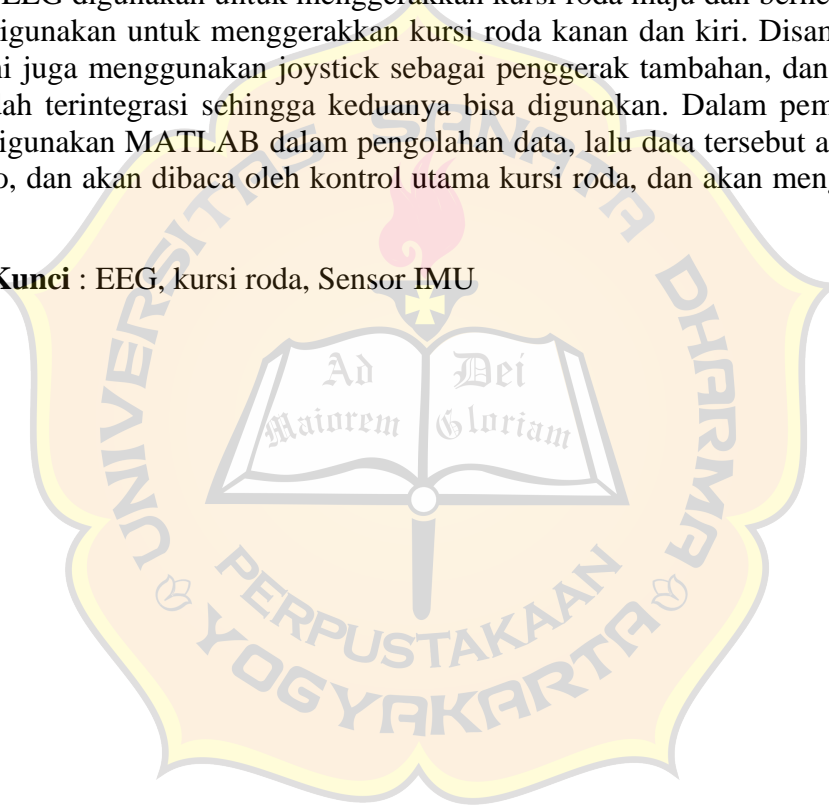 EEG digunakan untuk menggerakkan kursi roda maju dan
igunakan untuk menggerakkan kursi roda kanan dan kiri. Disam
ni juga menggunakan joystick sebagai penggerak tambahan, dan
lah terintegrasi sehingga keduanya bisa digunakan. Dalam pem
igunakan MATLAB dalam pengolahan data, lalu data tersebut a
o, dan akan dibaca oleh kontrol utama kursi roda, dan akan meng
Kunci : EEG, kursi roda, Sensor IMU
UNIVERSITAS SANATA DHARMA
Ad Dei
Maiorem Gloriam
PERPUSTAKAAN
YOGYAKARTA